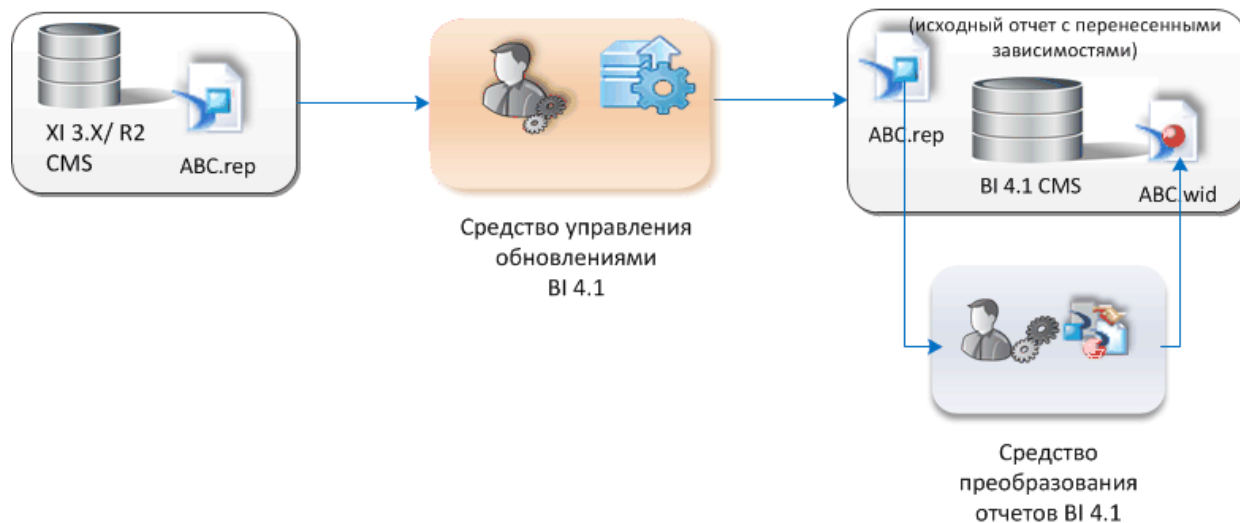 XI 3.X/ R2
CMS
ABC.rep
Средство управления
обновлениями
BI 4.1
(исходный отчет с перенесенными
зависимостями)
ABC.rep
BI 4.1 CMS
ABC.wid
Средство
преобразования
отчетов BI 4.1